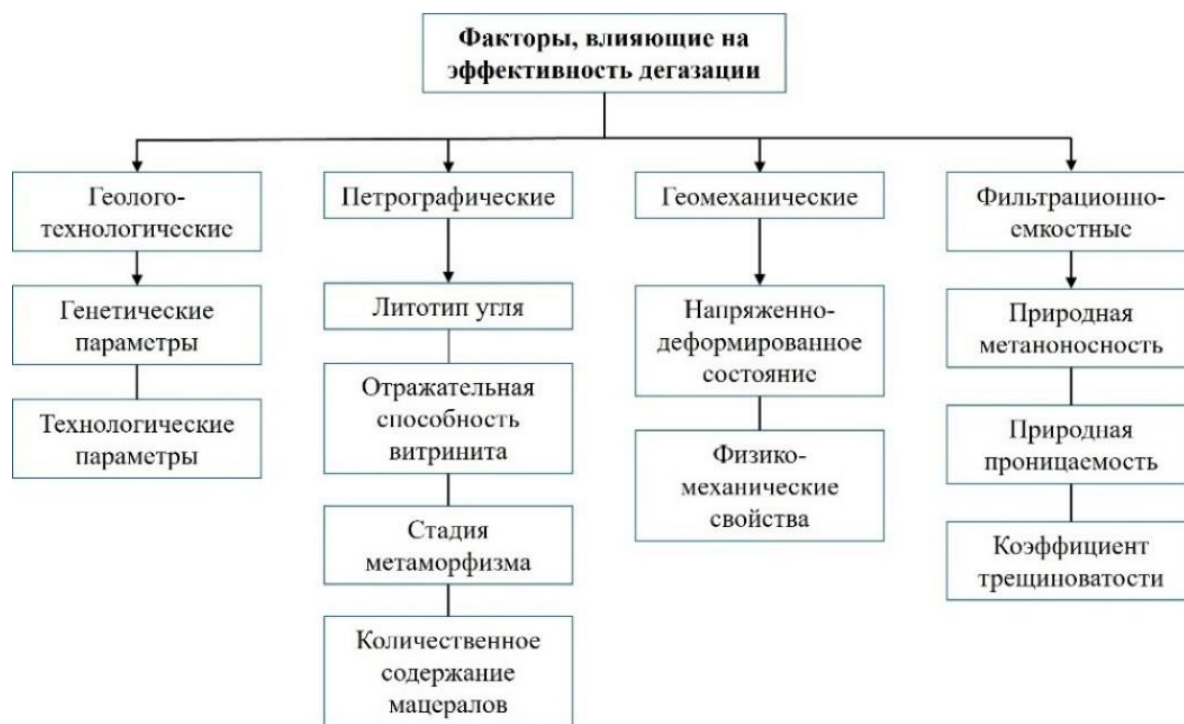 Факторы, влияющие на
эффективность дегазации
Геолого-
технологические
Генетические
параметры
Технологические
параметры
Петрографические
Литотип угля
Отражательная
способность
витринита
Стадия
метаморфизма
Количественное
содержание
мацералов
Геомеханические
Напряженно-
деформированное
состояние
Физико-
механические
свойства
Фильтрационно-
емкостные
Природная
метаноносность
Природная
проницаемость
Коэффициент
трещиноватости